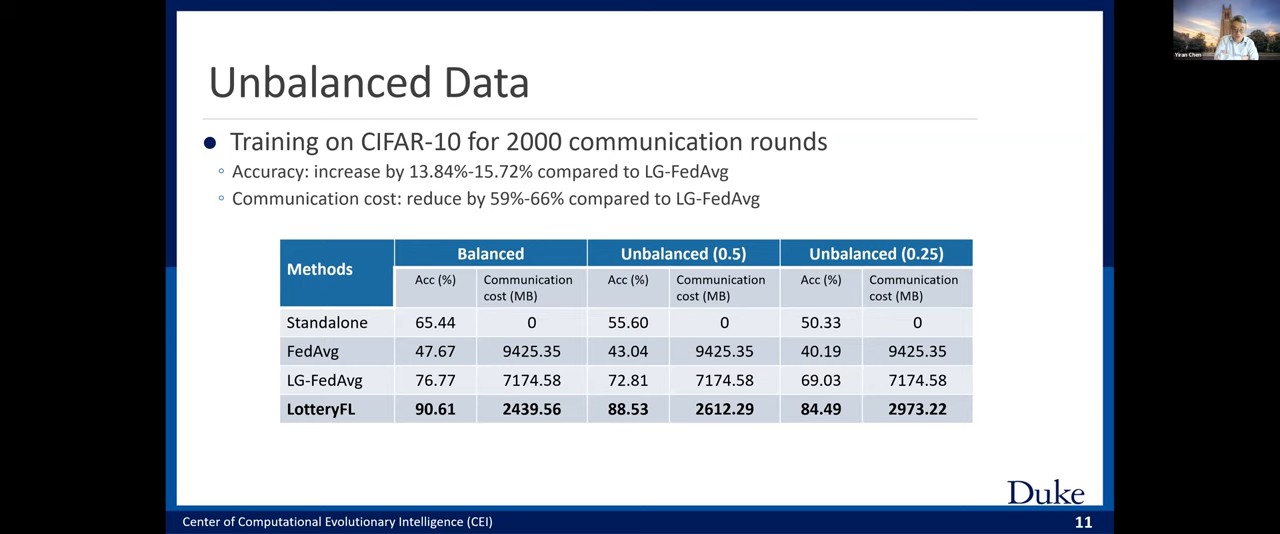 Yiran Chen
Unbalanced Data
● Training on CIFAR-10 for 2000 communication rounds
◦ Accuracy: increase by 13.84%-15.72% compared to LG-FedAvg
◦ Communication cost: reduce by 59%-66% compared to LG-FedAvg
Methods Balanced Unbalanced (0.5) Unbalanced (0.25)
Acc (%) Communication cost (MB) Acc (%) Communication cost (MB) Acc (%) Communication cost (MB)
Standalone 65.44 0 55.60 0 50.33 0
FedAvg 47.67 9425.35 43.04 9425.35 40.19 9425.35
LG-FedAvg 76.77 7174.58 72.81 7174.58 69.03 7174.58
LotteryFL 90.61 2439.56 88.53 2612.29 84.49 2973.22
Duke
Center of Computational Evolutionary Intelligence (CEI) 11